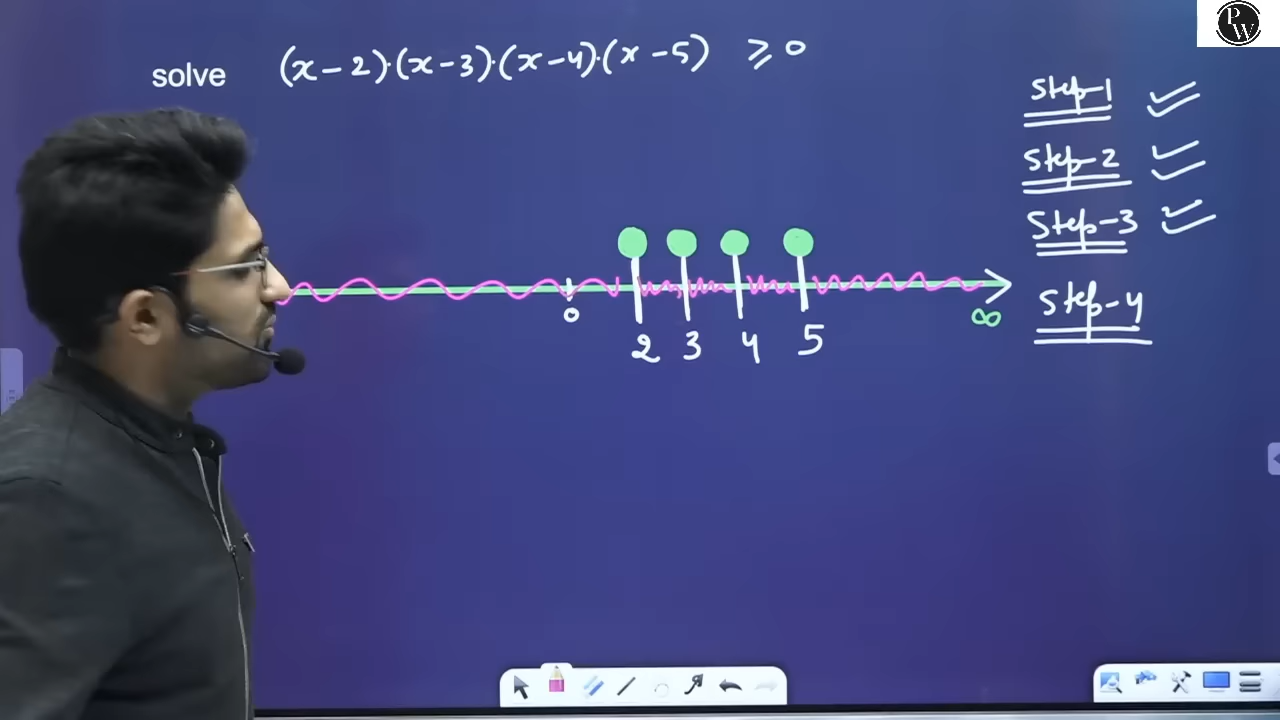 solve (x-2)·(x-3)·(x-4)·(x-5) ≥ 0
Step-1
Step-2
Step-3
Step-4
0 2 3 4 5 ∞
PW